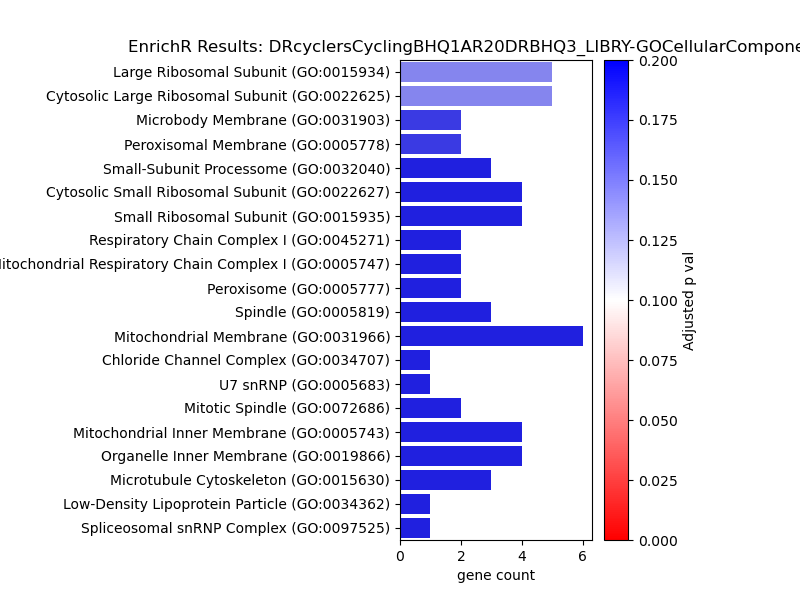 EnrichR Results: DRcyclersCyclingBHQ1AR20DRBHQ3_LIBRY-GOCellularCompone
Large Ribosomal Subunit (GO:0015934)
Cytosolic Large Ribosomal Subunit (GO:0022625)
Microbody Membrane (GO:0031903)
Peroxisomal Membrane (GO:0005778)
Small-Subunit Processome (GO:0032040)
Cytosolic Small Ribosomal Subunit (GO:0022627)
Small Ribosomal Subunit (GO:0015935)
Respiratory Chain Complex I (GO:0045271)
itochondrial Respiratory Chain Complex I (GO:0005747)
Peroxisome (GO:0005777)
Spindle (GO:0005819)
Mitochondrial Membrane (GO:0031966)
Chloride Channel Complex (GO:0034707)
U7 snRNP (GO:0005683)
Mitotic Spindle (GO:0072686)
Mitochondrial Inner Membrane (GO:0005743)
Organelle Inner Membrane (GO:0019866)
Microtubule Cytoskeleton (GO:0015630)
Low-Density Lipoprotein Particle (GO:0034362)
Spliceosomal snRNP Complex (GO:0097525)
0 2 4 6
gene count
0.200
0.175
0.150
0.125
0.100
0.075
0.050
0.025
0.000
Adjusted p val